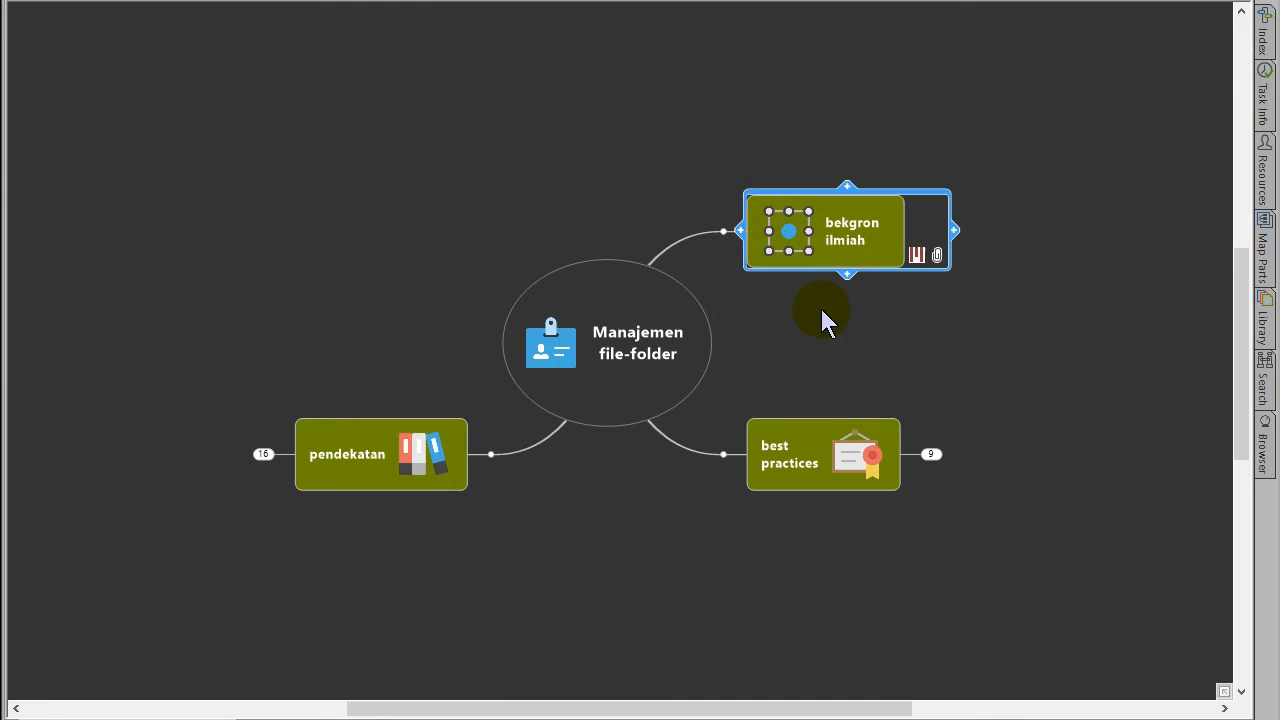 bekgron
ilmiah
Manajemen
file-folder
16
pendekatan
best
practices
9
Index
Task Info
Resources
Map Parts
Library
Search
Browser